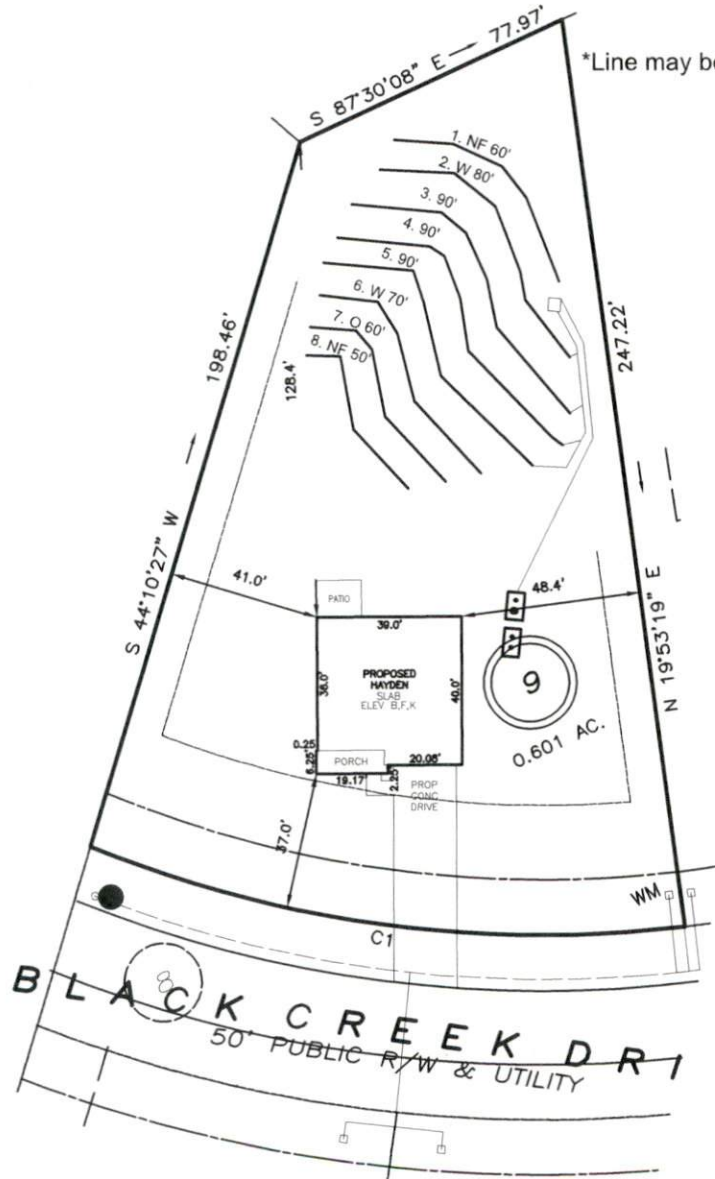 S 87°30'08" E 77.97'
*Line may be
1. NF 60'
2. W 80'
3. 90'
4. 90'
5. 90'
6. W 70'
7. O 60'
8. NF 50'
128.4'
198.46'
247.22'
S 44°10'27" W
N 19°53'19" E
41.0'
48.4'
PATIO
39.0'
PROPOSED
HAYDEN
SLAB
ELEV B,F,K
40.0'
9
0.601 AC.
0.25
6.25'
PORCH
19.17'
2.25'
20.08'
PROP
CONC
DRIVE
37.0'
WM
C1
BLACK CREEK DRI
50' PUBLIC R/W & UTILITY